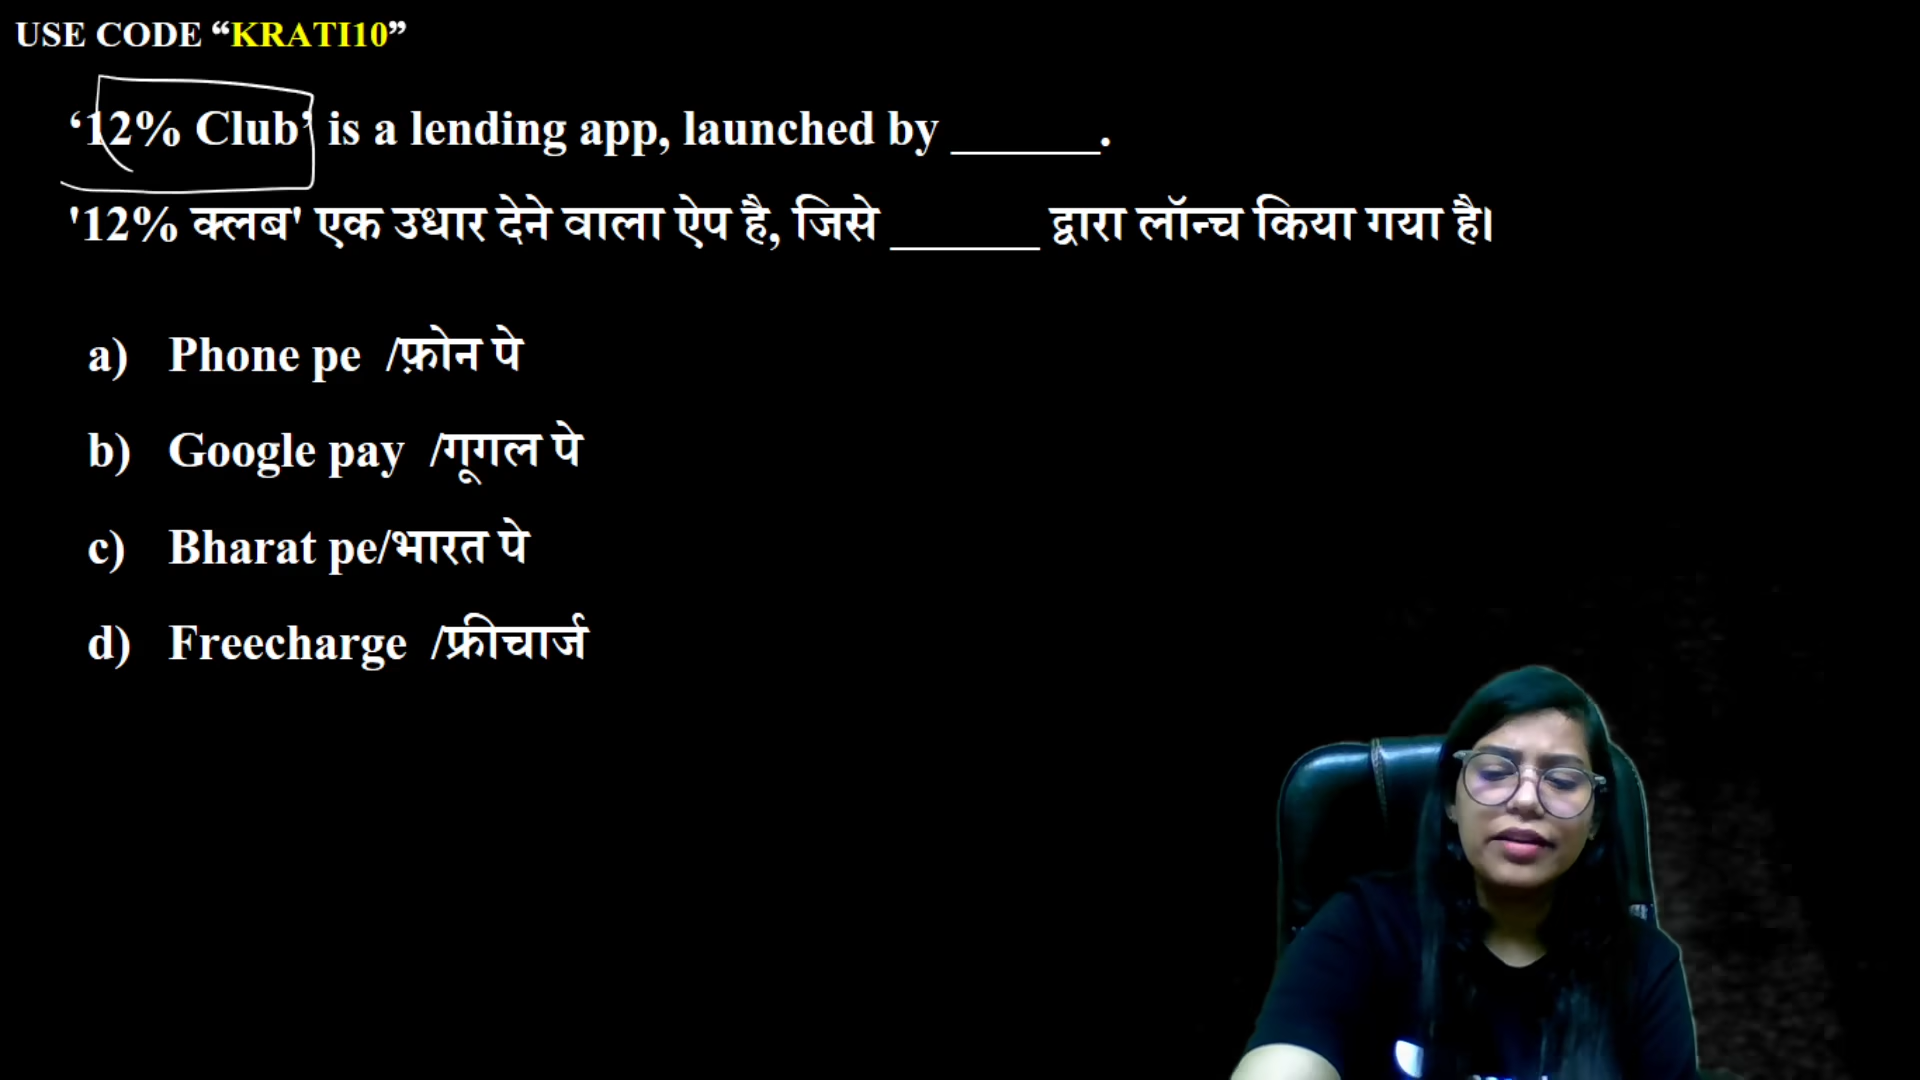 USE CODE “KRATI10”
‘12% Club’ is a lending app, launched by ______.
'12% क्लब' एक उधार देने वाला ऐप है, जिसे ______ द्वारा लॉन्च किया गया है।
a) Phone pe /फ़ोन पे
b) Google pay /गूगल पे
c) Bharat pe/भारत पे
d) Freecharge /फ्रीचार्ज